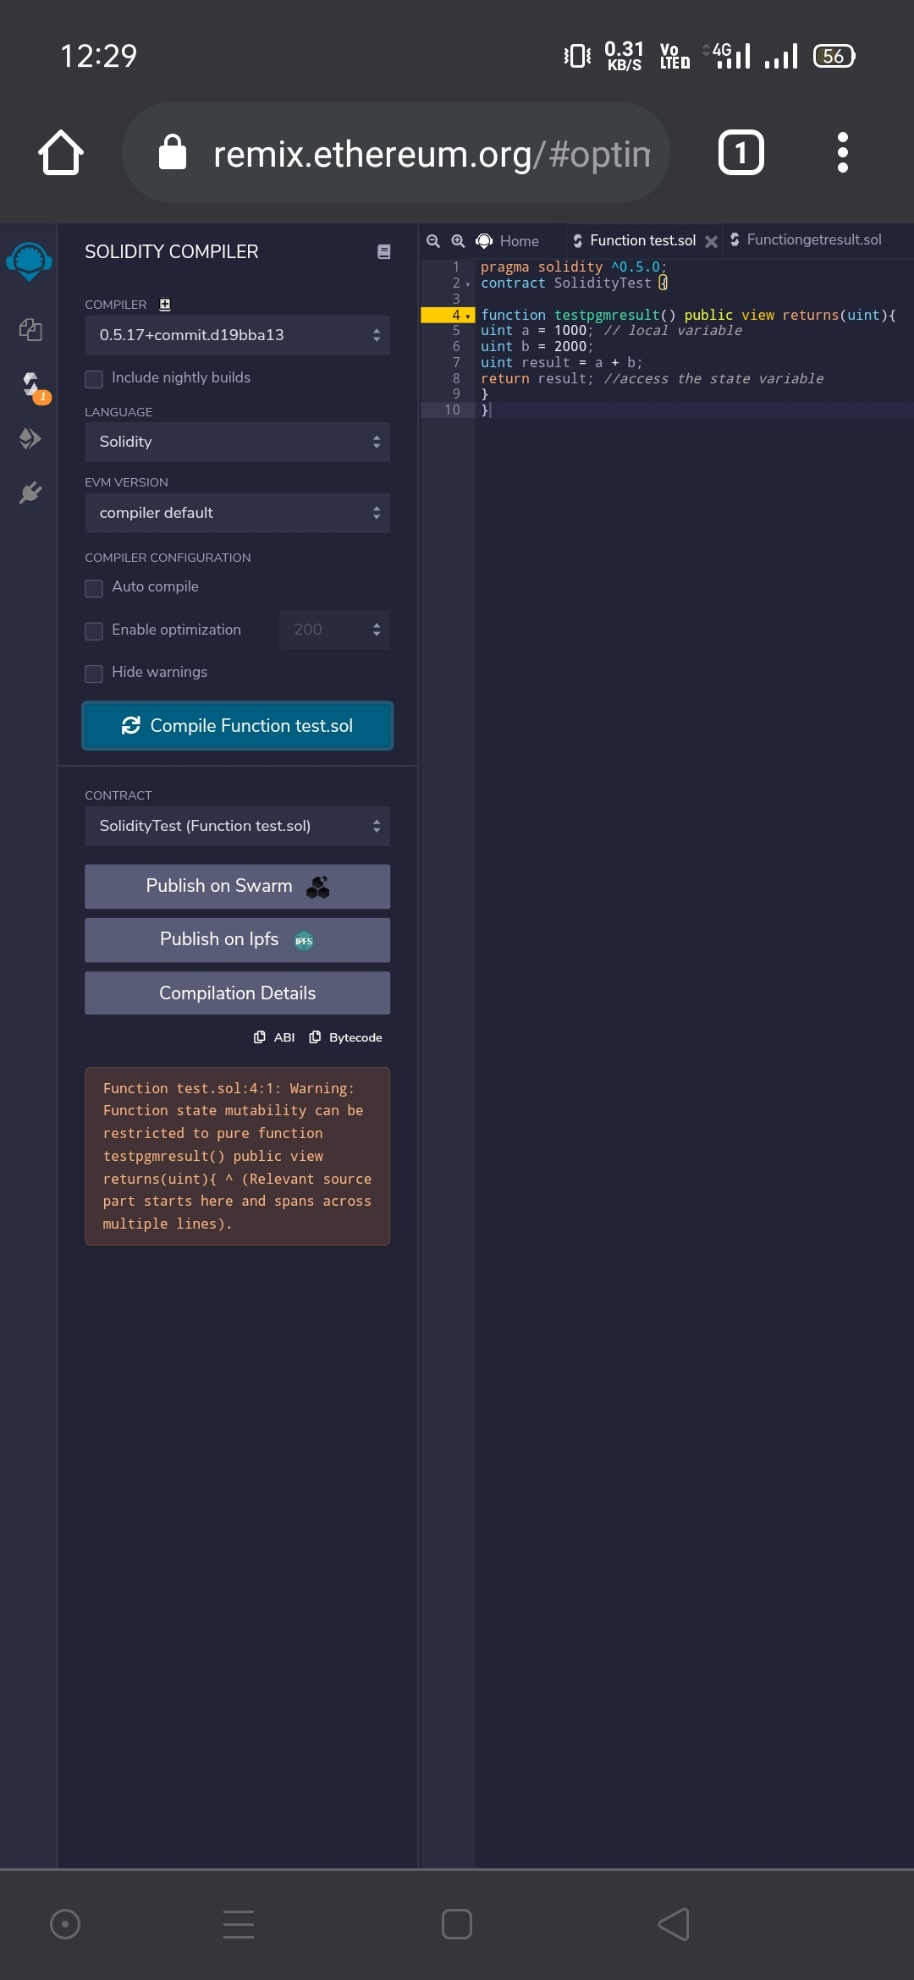 12:29
0.31 KB/S
Vo LTE
4G
56
remix.ethereum.org/#optin
1
SOLIDITY COMPILER
COMPILER
0.5.17+commit.d19bba13
Include nightly builds
LANGUAGE
Solidity
EVM VERSION
compiler default
COMPILER CONFIGURATION
Auto compile
Enable optimization
200
Hide warnings
Compile Function test.sol
CONTRACT
SolidityTest (Function test.sol)
Publish on Swarm
Publish on Ipfs
IPFS
Compilation Details
ABI
Bytecode
Function test.sol:4:1: Warning:
Function state mutability can be
restricted to pure function
testpgmresult() public view
returns(uint){ ^ (Relevant source
part starts here and spans across
multiple lines).
1
Home
Function test.sol
Functiongetresult.sol
1 pragma solidity ^0.5.0;
2 contract SolidityTest {
3
4 function testpgmresult() public view returns(uint){
5 uint a = 1000; // local variable
6 uint b = 2000;
7 uint result = a + b;
8 return result; //access the state variable
9 }
10 }